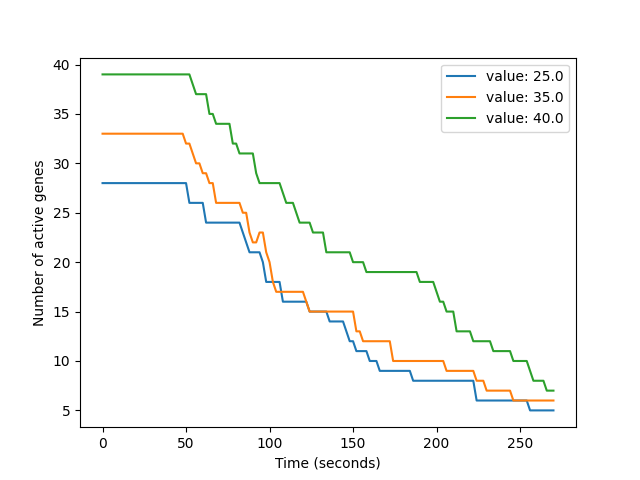 40
35
30
25
20
15
10
5
Number of active genes
value: 25.0
value: 35.0
value: 40.0
0 50 100 150 200 250
Time (seconds)